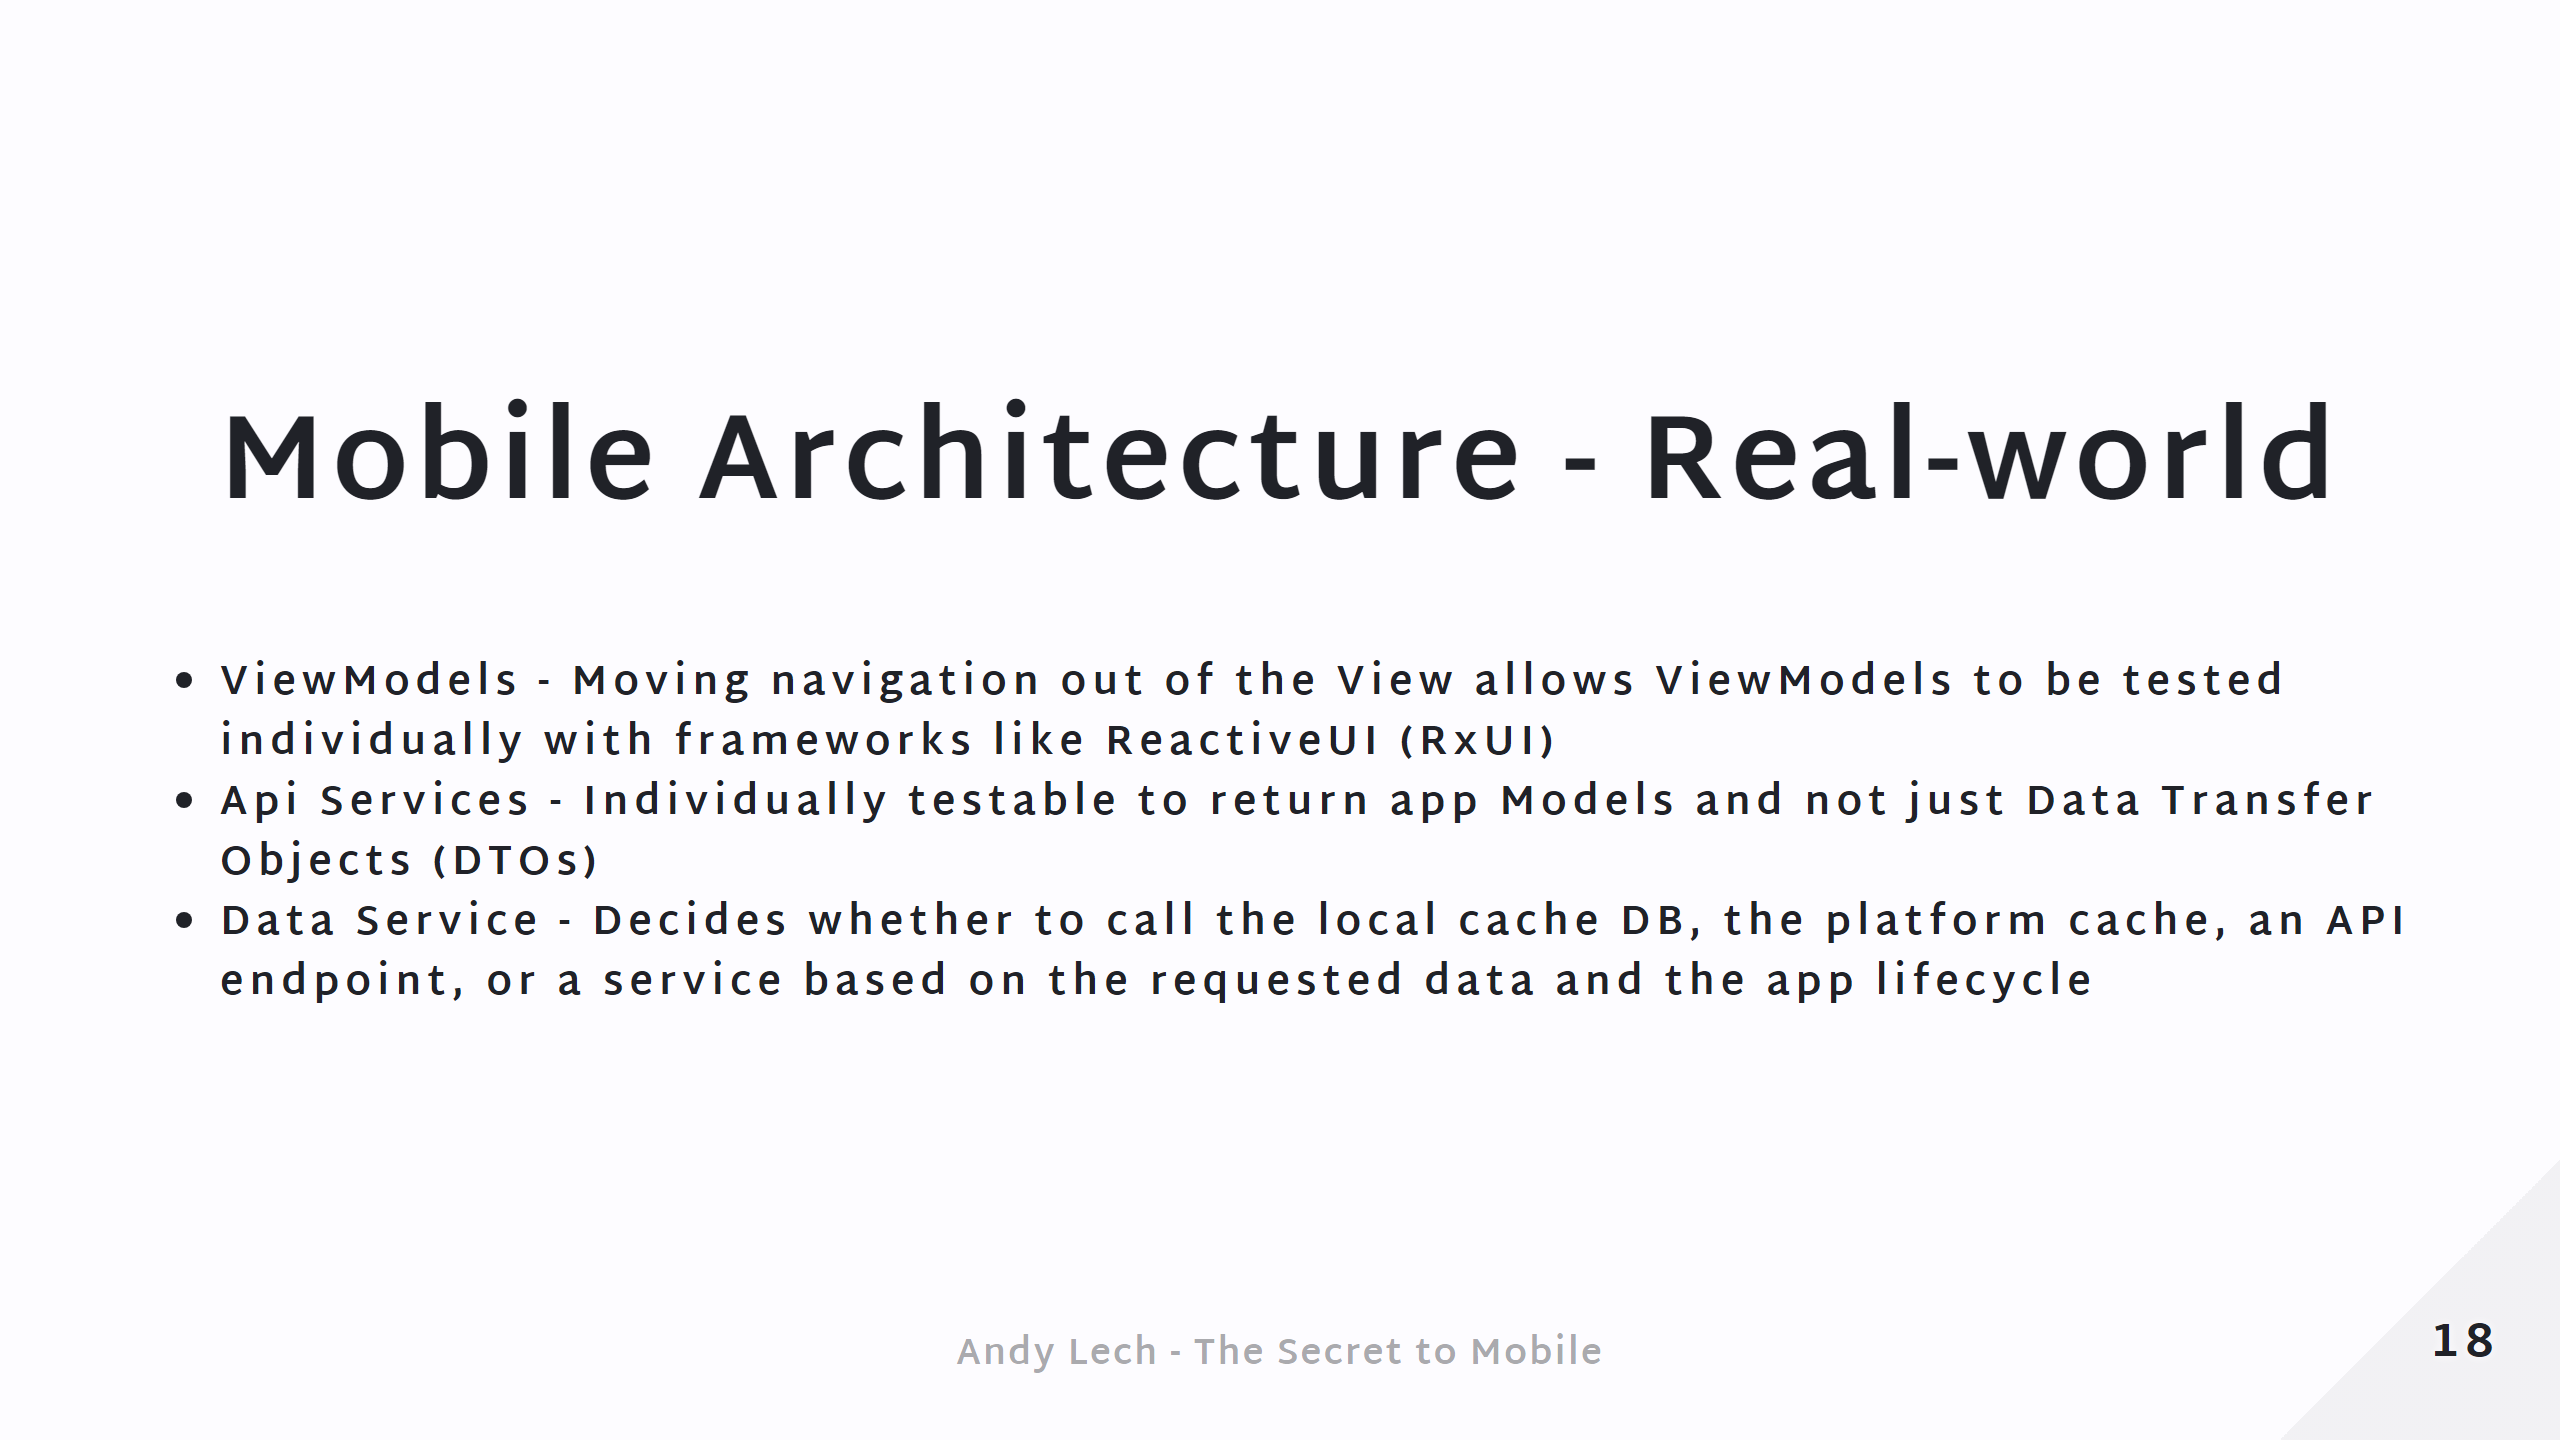 Mobile Architecture - Real-world
• ViewModels - Moving navigation out of the View allows ViewModels to be tested
individually with frameworks like ReactiveUI (RxUI)
• Api Services - Individually testable to return app Models and not just Data Transfer
Objects (DTOs)
• Data Service - Decides whether to call the local cache DB, the platform cache, an API
endpoint, or a service based on the requested data and the app lifecycle
Andy Lech - The Secret to Mobile
18